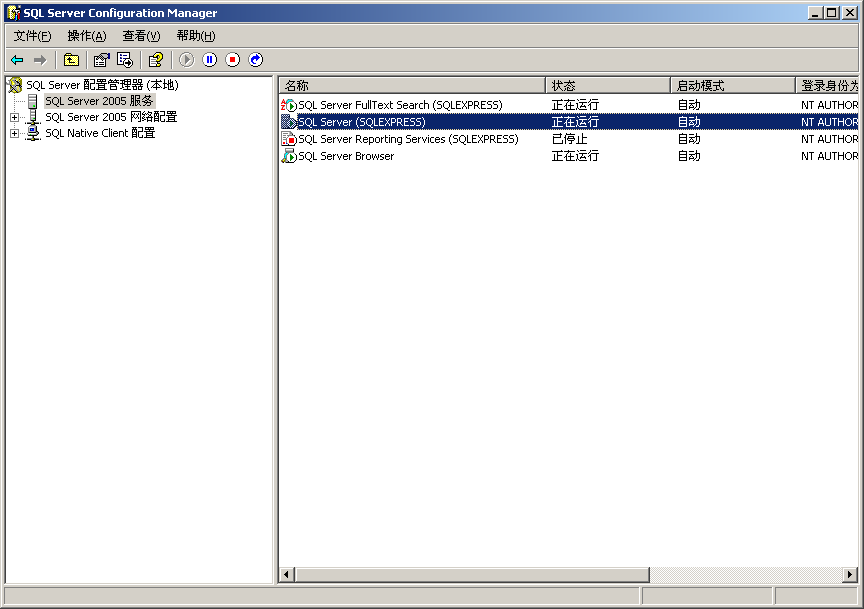 SQL Server Configuration Manager
文件(F) 操作(A) 查看(V) 帮助(H)
SQL Server 配置管理器 (本地)
SQL Server 2005 服务
SQL Server 2005 网络配置
SQL Native Client 配置
名称 状态 启动模式 登录身份为
SQL Server FullText Search (SQLEXPRESS) 正在运行 自动 NT AUTHOR
SQL Server (SQLEXPRESS) 正在运行 自动 NT AUTHOR
SQL Server Reporting Services (SQLEXPRESS) 已停止 自动 NT AUTHOR
SQL Server Browser 正在运行 自动 NT AUTHOR